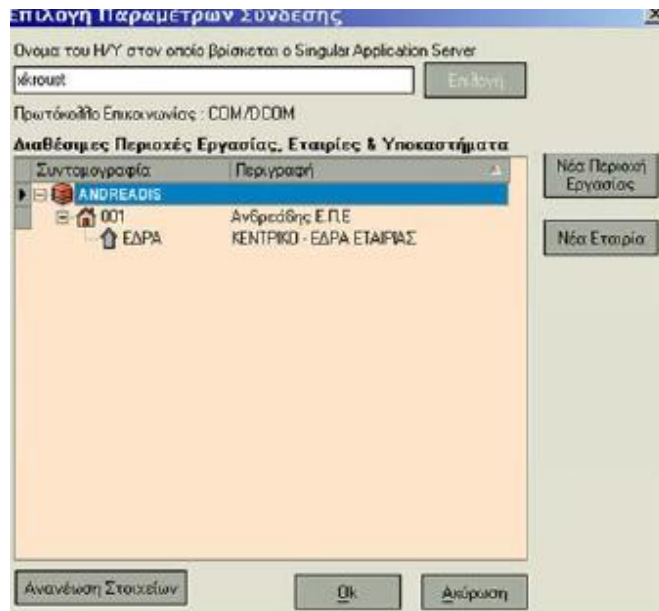 Επιλογή Παραμέτρων Σύνδεσης
Όνομα του Η/Υ στον οποίο βρίσκεται ο Singular Application Server
xkroust
Επιλογή
Πρωτόκολλο Επικοινωνίας : COM/DCOM
Διαθέσιμες Περιοχές Εργασίας, Εταιρίες & Υποκαστήματα
Συντομογραφία Περιγραφή
ANDREADIS
001 Ανδρεάδης Ε.Π.Ε
ΕΔΡΑ ΚΕΝΤΡΙΚΟ - ΕΔΡΑ ΕΤΑΙΡΙΑΣ
Νέα Περιοχή
Εργασίας
Νέα Εταιρία
Ανανέωση Στοιχείων
Ok
Ακύρωση